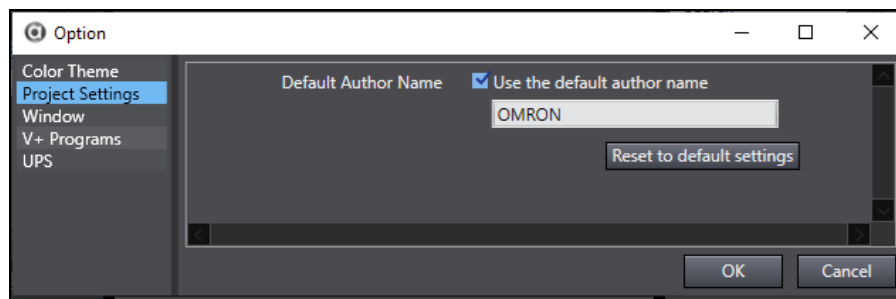 Option
Color Theme
Project Settings
Window
V+ Programs
UPS
Default Author Name
Use the default author name
OMRON
Reset to default settings
OK
Cancel